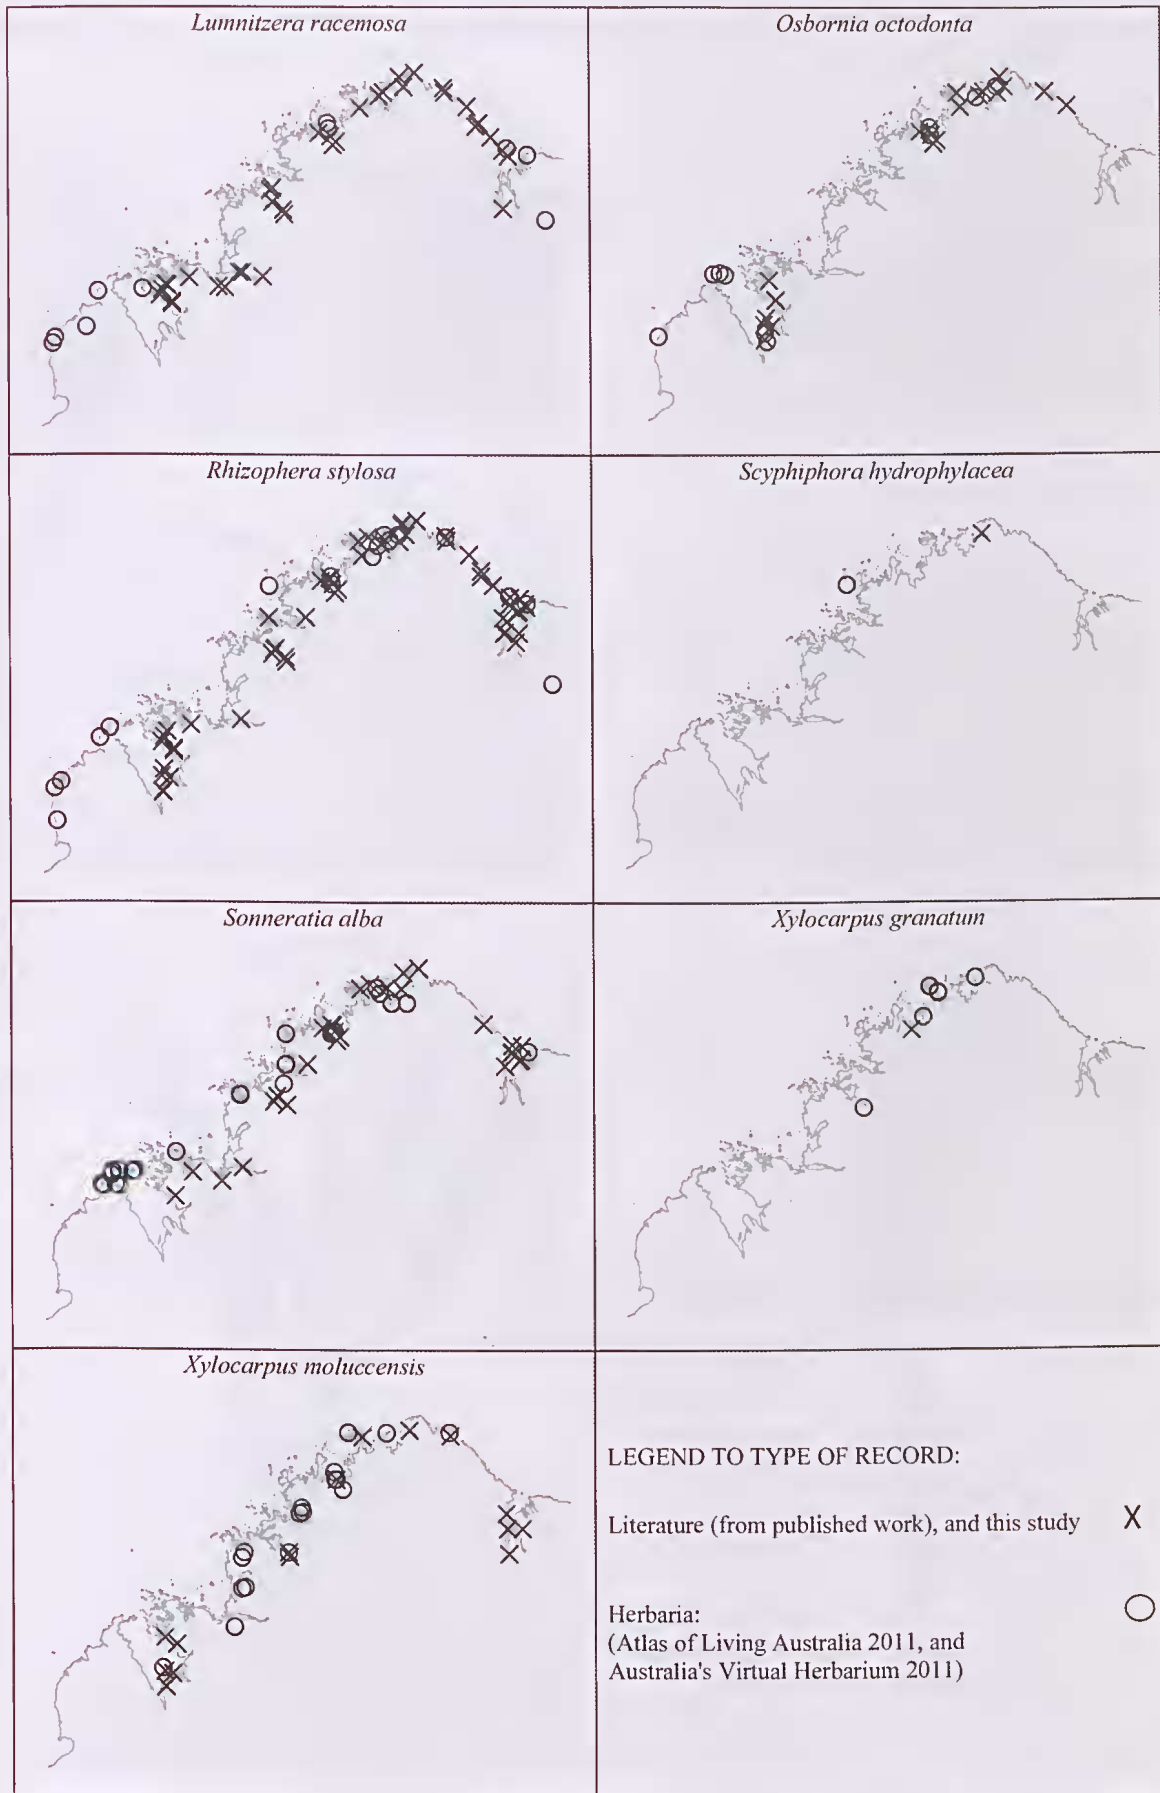 Lumnitzera racemosa
Osbornia octodonta
Rhizophera stylosa
Scyphiphora hydrophylacea
Sonneratia alba
Xylocarpus granatum
Xylocarpus moluccensis
LEGEND TO TYPE OF RECORD:
Literature (from published work), and this study X
Herbaria:
(Atlas of Living Australia 2011, and
Australia's Virtual Herbarium 2011)